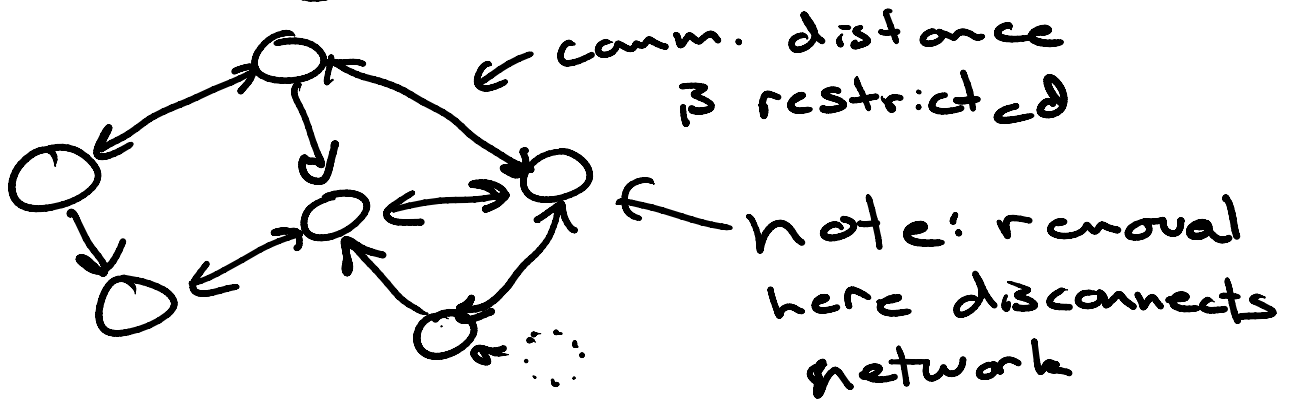 comm. distance
is restricted
note: removal
here disconnects
network